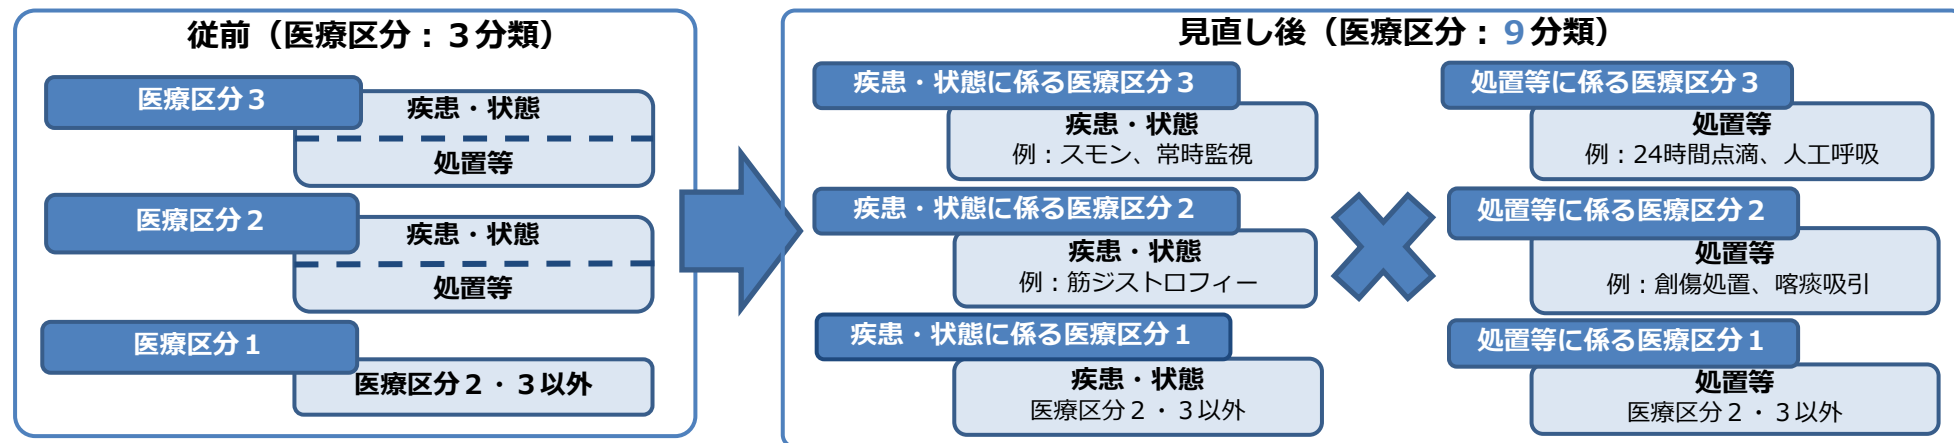 従前（医療区分：３分類）
医療区分３
疾患・状態
処置等
医療区分２
疾患・状態
処置等
医療区分１
医療区分２・３以外
見直し後（医療区分：９分類）
疾患・状態に係る医療区分３
疾患・状態
例：スモン、常時監視
疾患・状態に係る医療区分２
疾患・状態
例：筋ジストロフィー
疾患・状態に係る医療区分１
疾患・状態
医療区分２・３以外
処置等に係る医療区分３
処置等
例：24時間点滴、人工呼吸
処置等に係る医療区分２
処置等
例：創傷処置、喀痰吸引
処置等に係る医療区分１
処置等
医療区分２・３以外